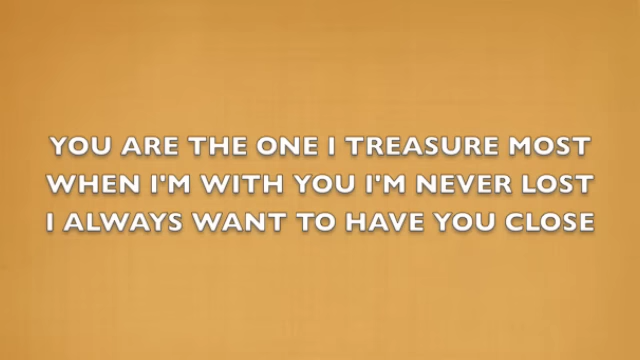 YOU ARE THE ONE I TREASURE MOST
WHEN I'M WITH YOU I'M NEVER LOST
I ALWAYS WANT TO HAVE YOU CLOSE